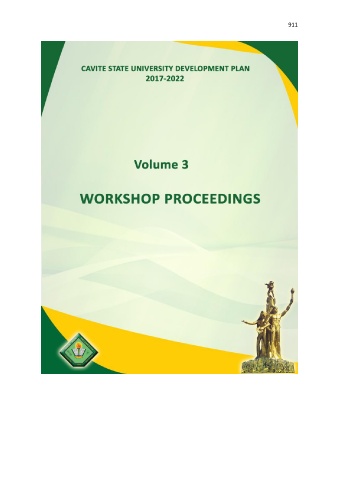 911
CAVITE STATE UNIVERSITY DEVELOPMENT PLAN
2017-2022
Volume 3
WORKSHOP PROCEEDINGS